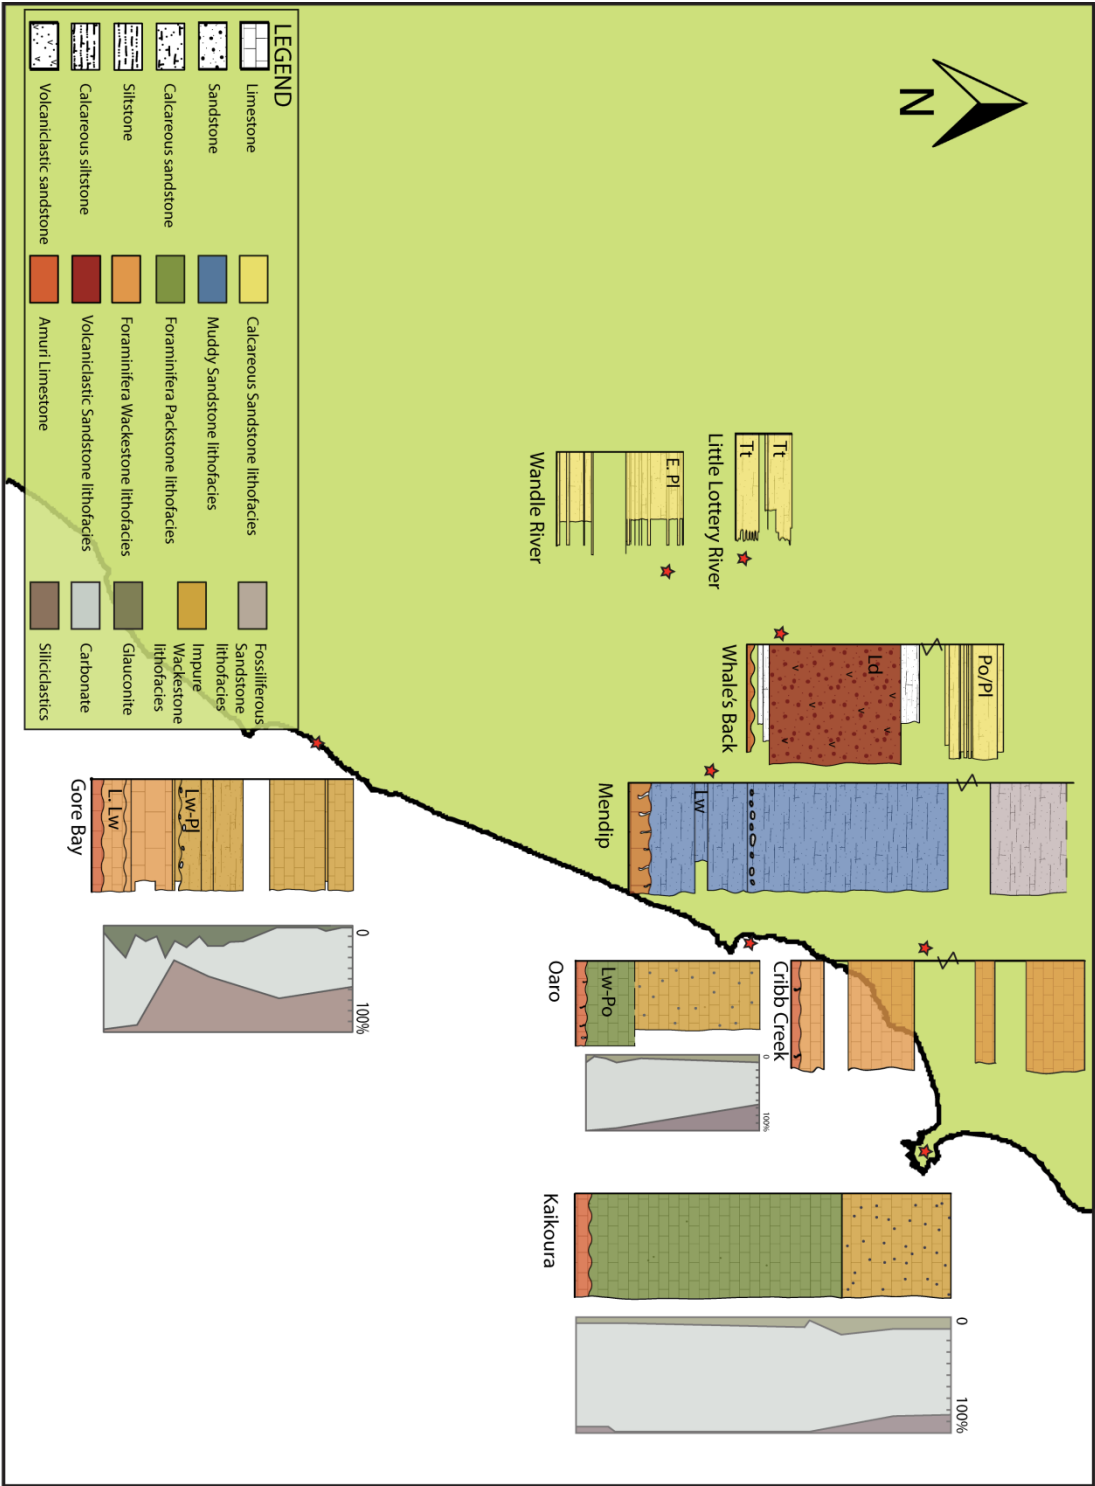 N
LEGEND
Limestone
Sandstone
Calcareous sandstone
Siltstone
Calcareous siltstone
Volcaniclastic sandstone
Calcareous Sandstone lithofacies
Muddy Sandstone lithofacies
Foraminifera Packstone lithofacies
Foraminifera Wackestone lithofacies
Volcaniclastic Sandstone lithofacies
Amuri Limestone
Fossiliferous
Sandstone
lithofacies
Impure
Wackestone
lithofacies
Glauconite
Carbonate
Siliciclastics
Tt
Tt
Little Lottery River
E. Pl
Wandle River
Po/Pl
Ld
v v v v v v v
Whale's Back
Lw
Mendip
Cribb Creek
Lw-Po
Oaro
0
100%
Kaikoura
0
100%
Lw-Pl
L. Lw
Gore Bay
0
100%